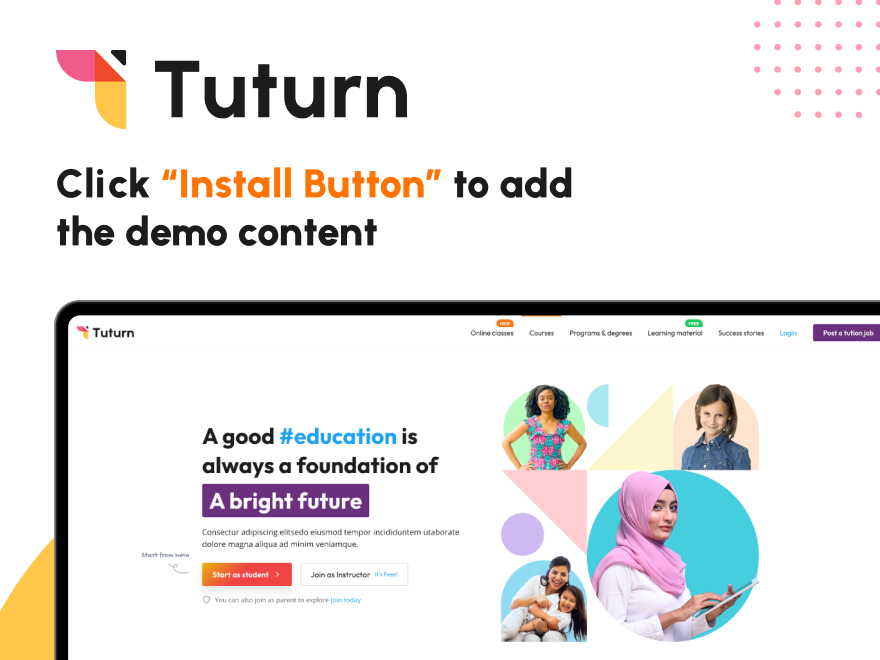 Tuturn
Click “Install Button” to add
the demo content
Tuturn
NEW
FREE
Online classes Courses Programs & degrees Learning material Success stories Login Post a tution job
A good #education is
always a foundation of
A bright future
Consectur adipiscing elitsedo eiusmod tempor incididuntem utaborate
dolore magna aliqua ad minim veniamque.
Start from here
Start as student
Join as Instructor It's Free!
You can also join as parent to explore Join today